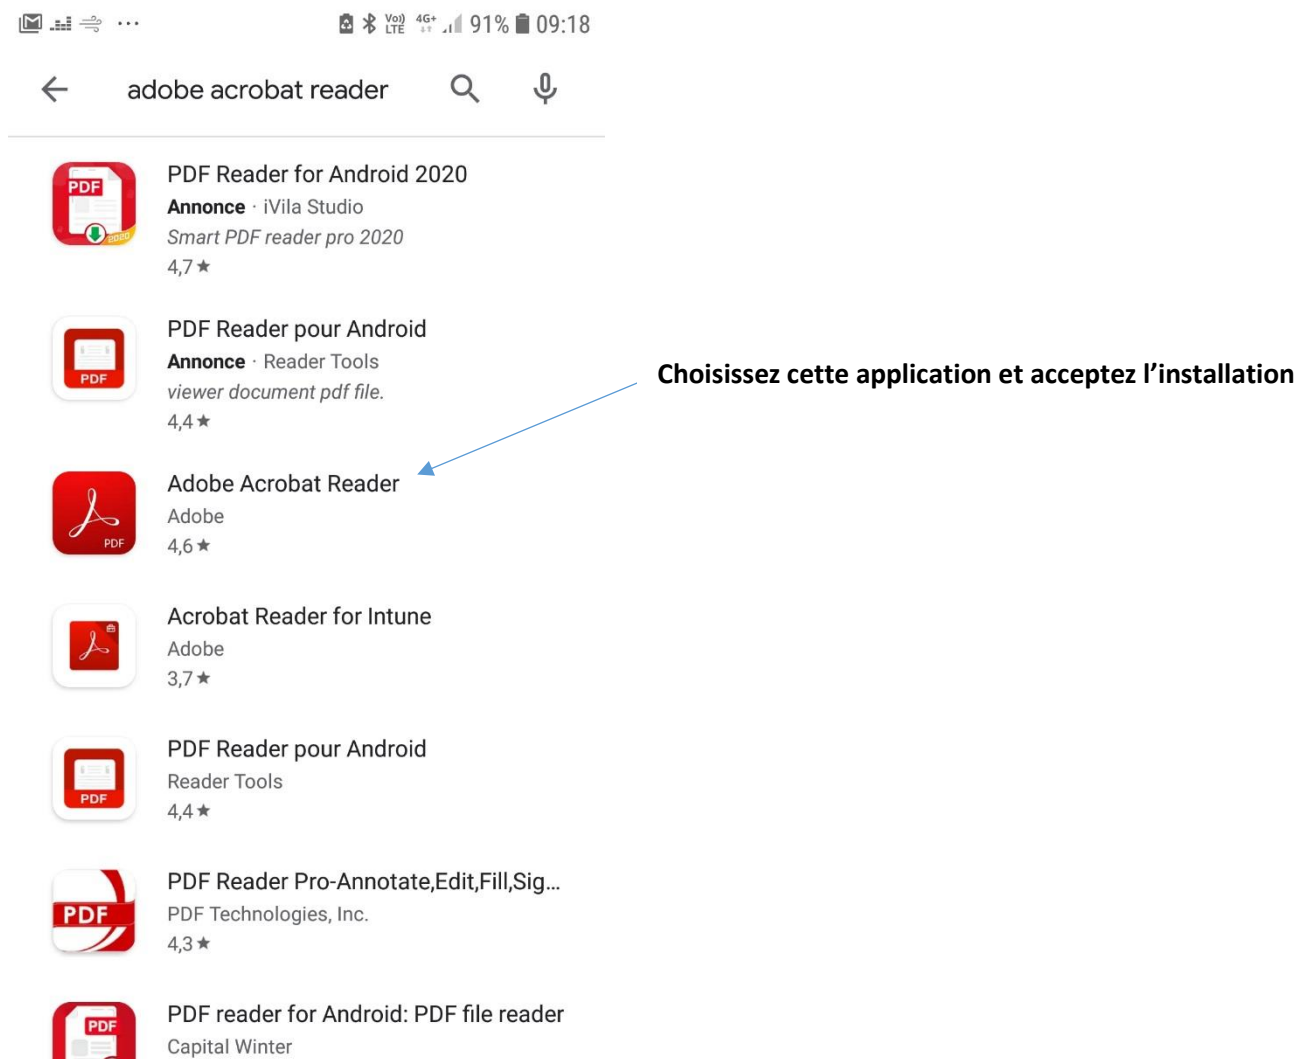 Vo)) 4G+ 91% 09:18
LTE
adobe acrobat reader
PDF Reader for Android 2020
Annonce · iVila Studio
Smart PDF reader pro 2020
4,7★
PDF
2020
PDF Reader pour Android
Annonce · Reader Tools
viewer document pdf file.
4,4★
PDF
Choisissez cette application et acceptez l’installation
Adobe Acrobat Reader
Adobe
4,6★
PDF
Acrobat Reader for Intune
Adobe
3,7★
PDF Reader pour Android
Reader Tools
4,4★
PDF
PDF Reader Pro-Annotate,Edit,Fill,Sig...
PDF Technologies, Inc.
4,3★
PDF
PDF reader for Android: PDF file reader
Capital Winter
PDF